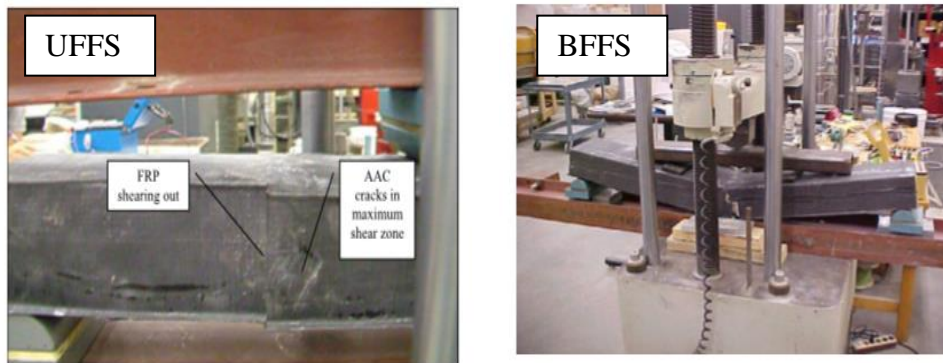 UFFS
BFFS
FRP
shearing out
AAC
cracks in
maximum
shear zone